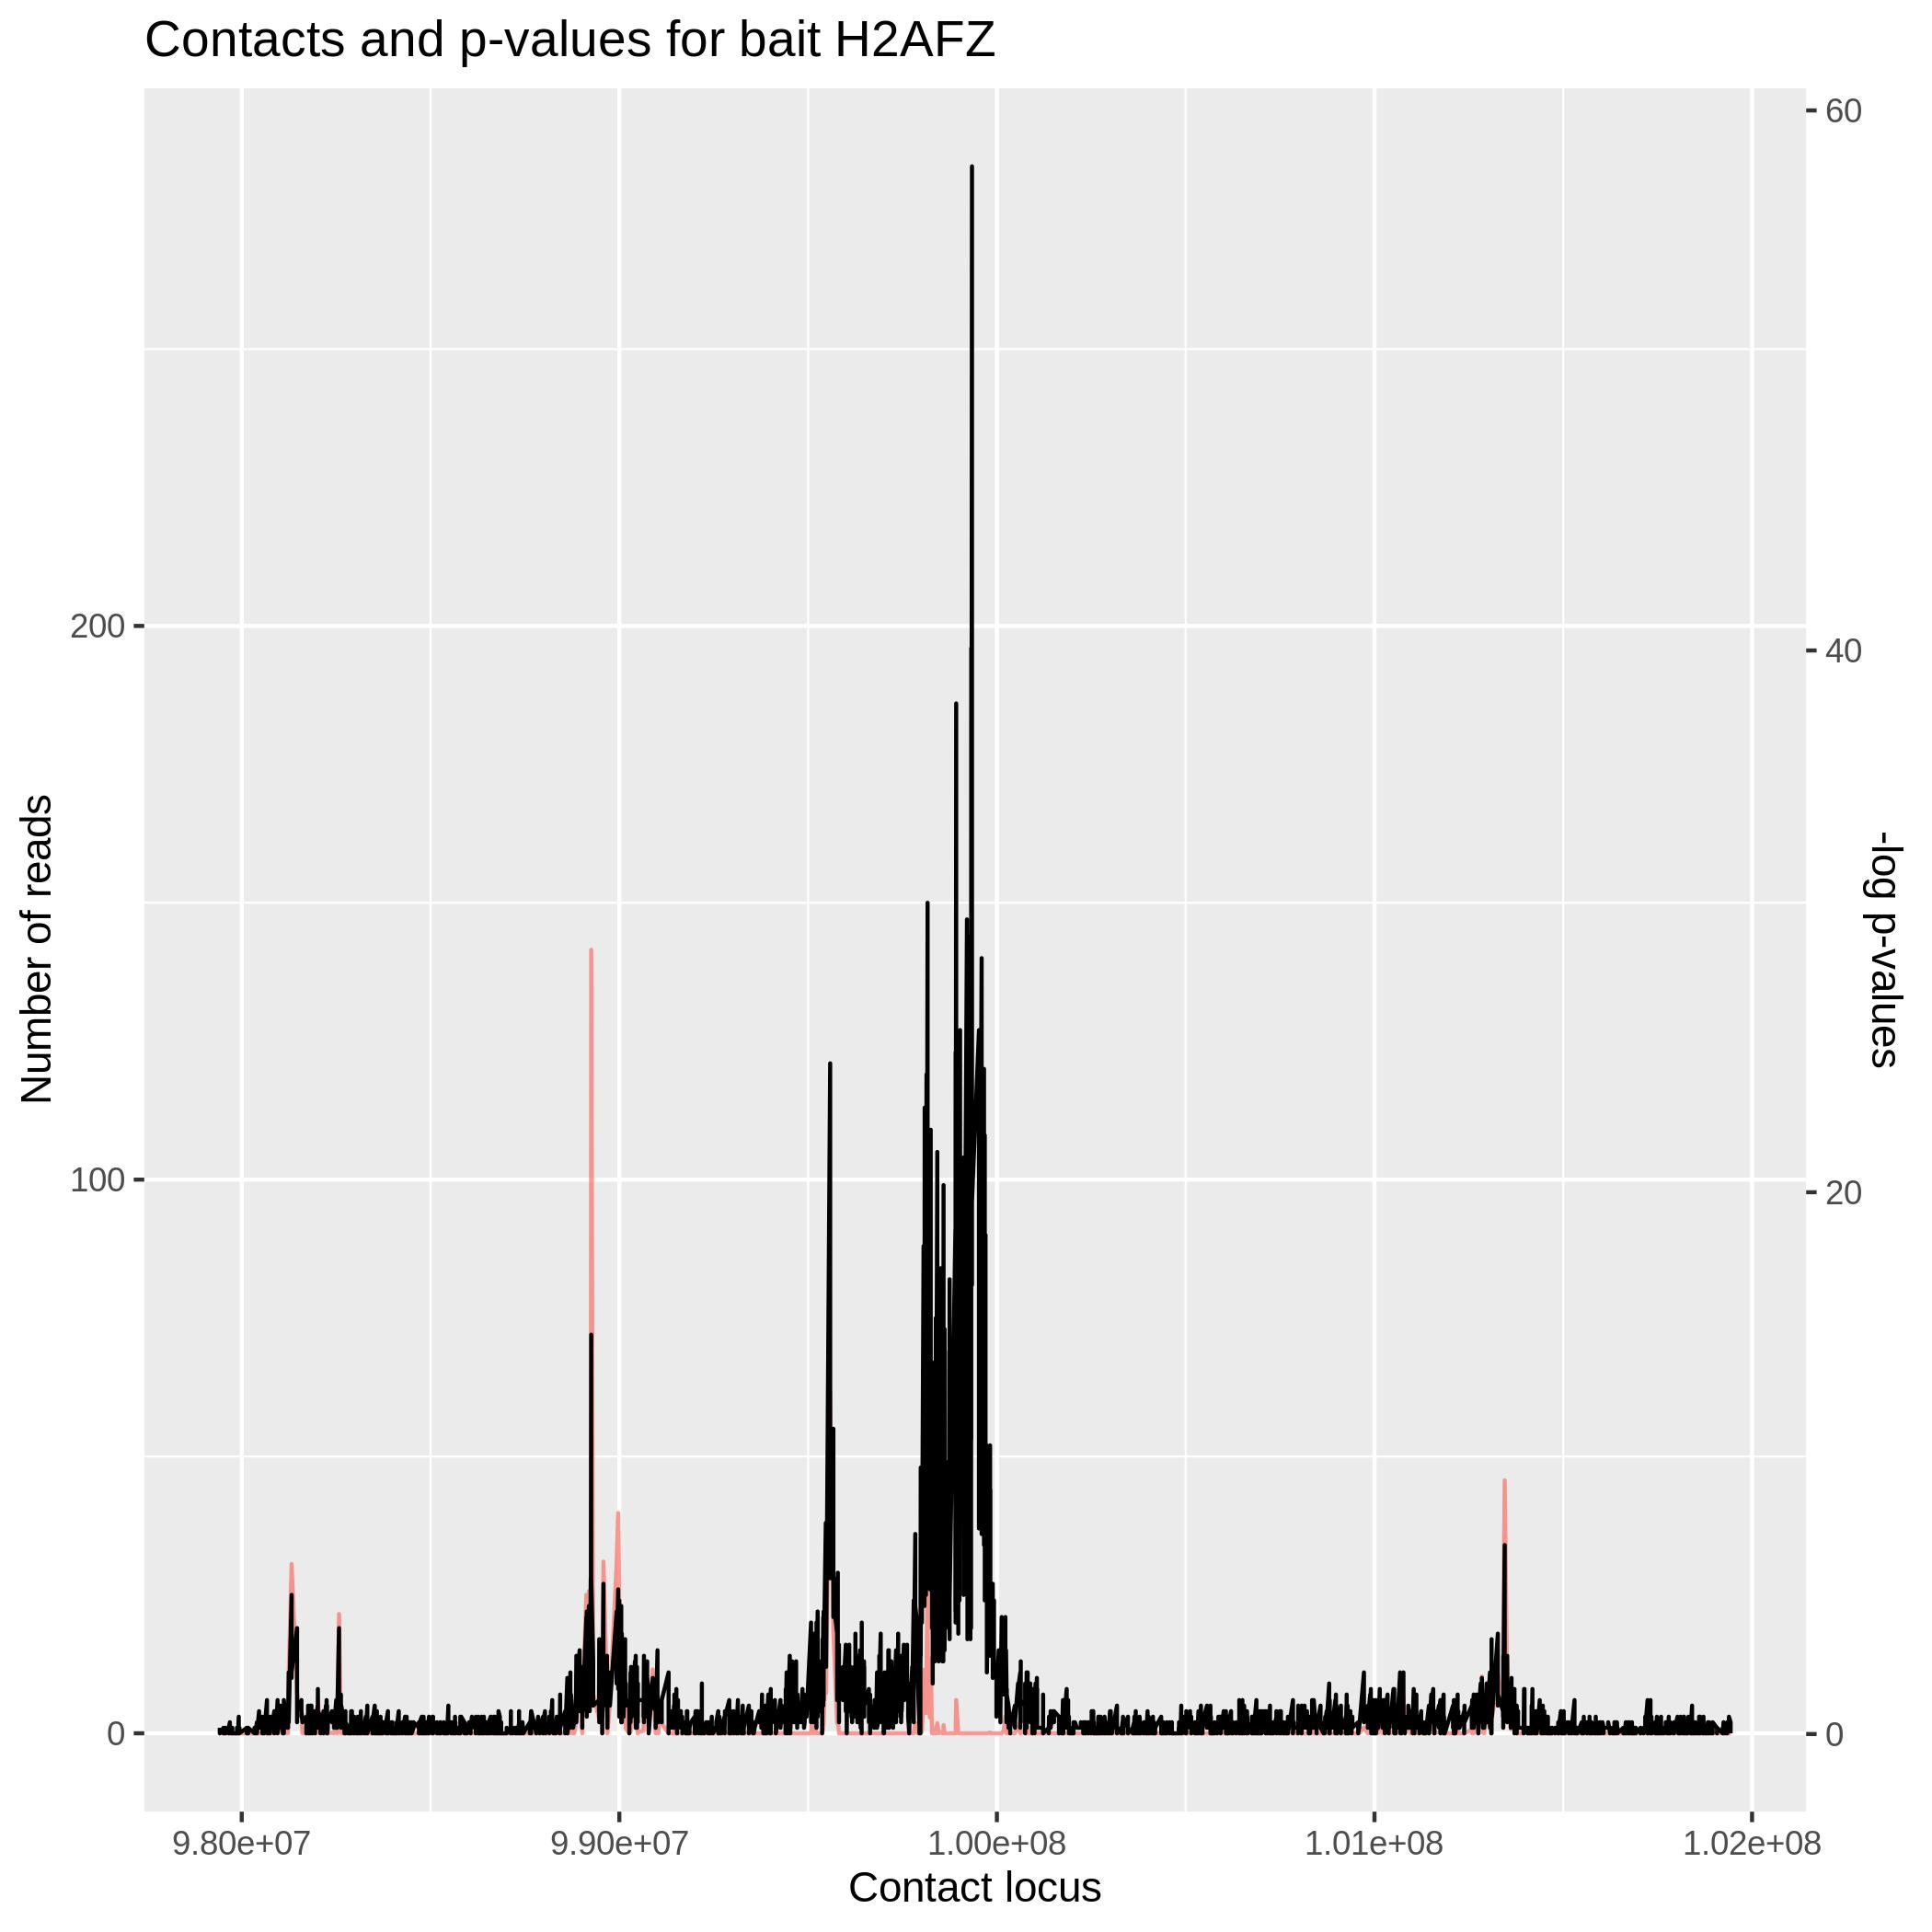 Contacts and p-values for bait H2AFZ
60
200
40
Number of reads
-log p-values
100
20
0
0
9.80e+07
9.90e+07
1.00e+08
1.01e+08
1.02e+08
Contact locus